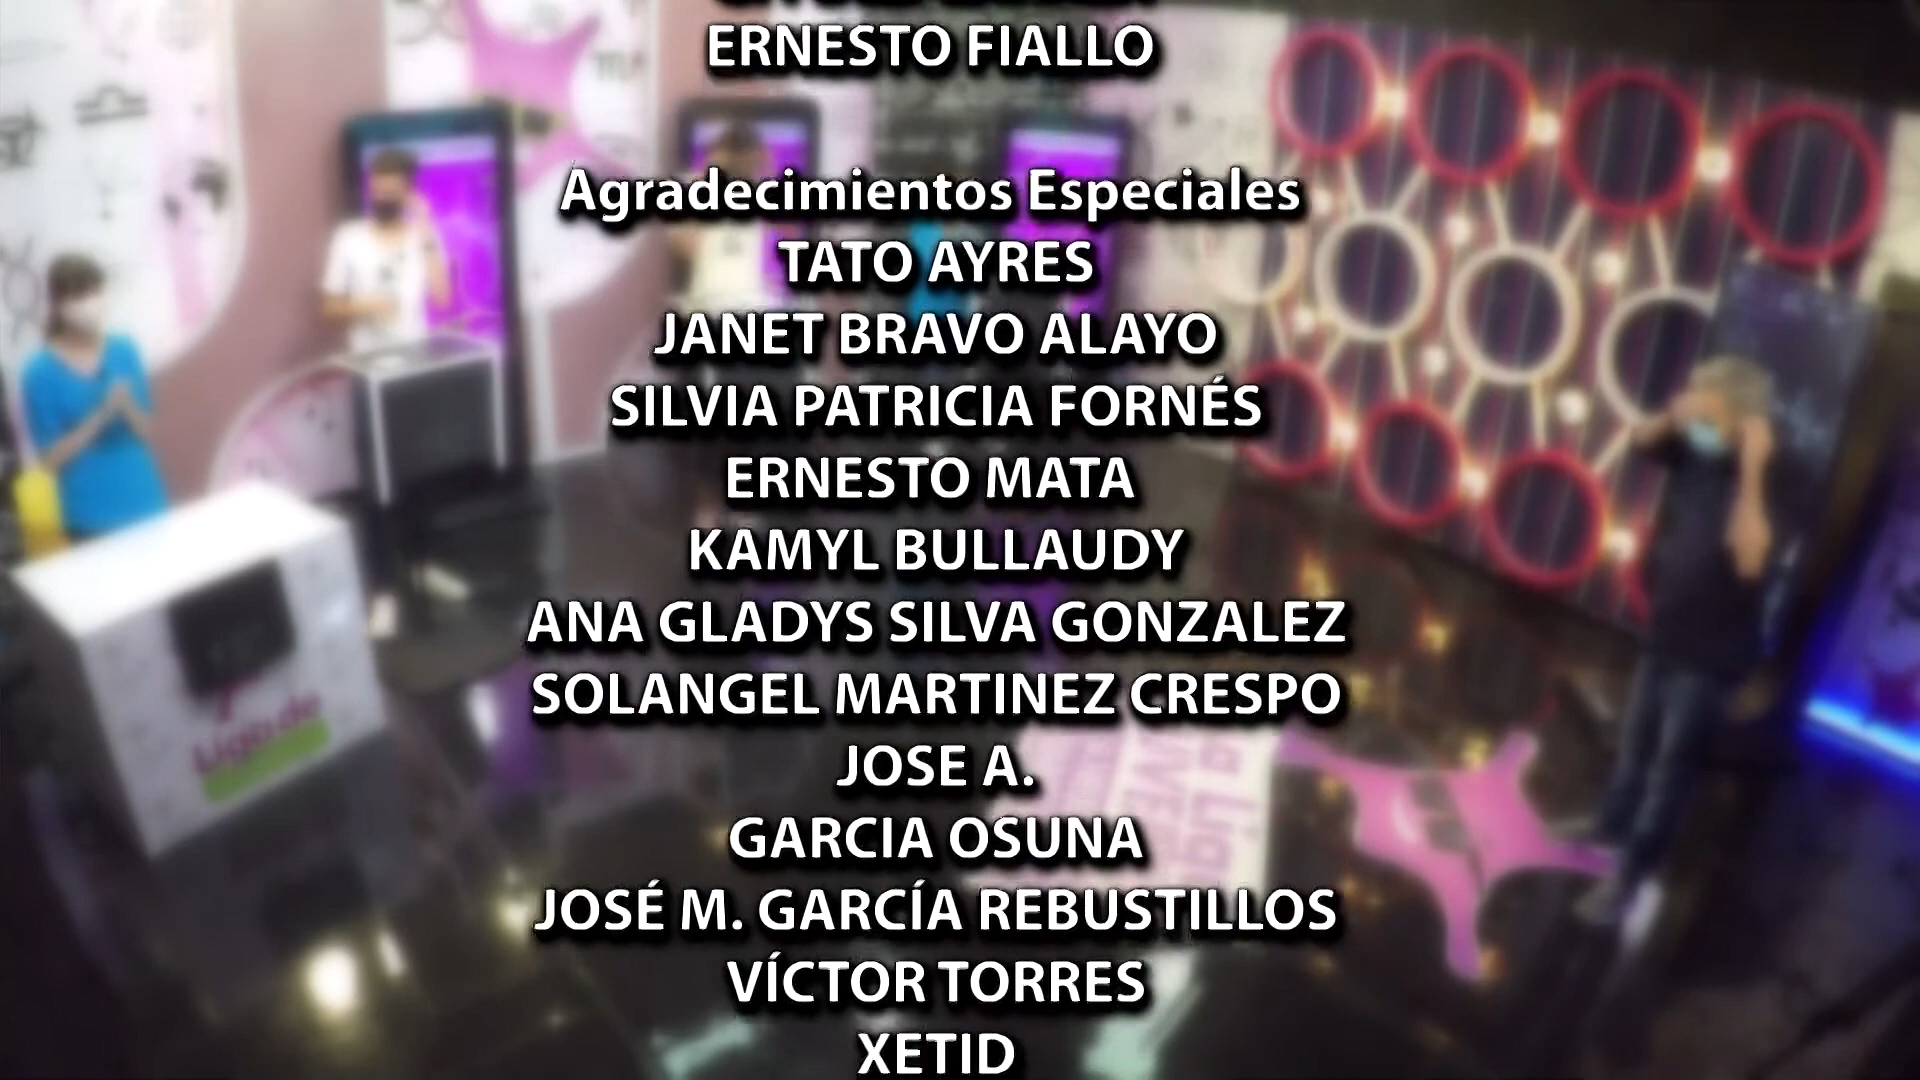 ERNESTO FIALLO
Agradecimientos Especiales
TATO AYRES
JANET BRAVO ALAYO
SILVIA PATRICIA FORNÉS
ERNESTO MATA
KAMYL BULLAUDY
ANA GLADYS SILVA GONZALEZ
SOLANGEL MARTINEZ CRESPO
JOSE A.
GARCIA OSUNA
JOSÉ M. GARCÍA REBUSTILLOS
VÍCTOR TORRES
XETID